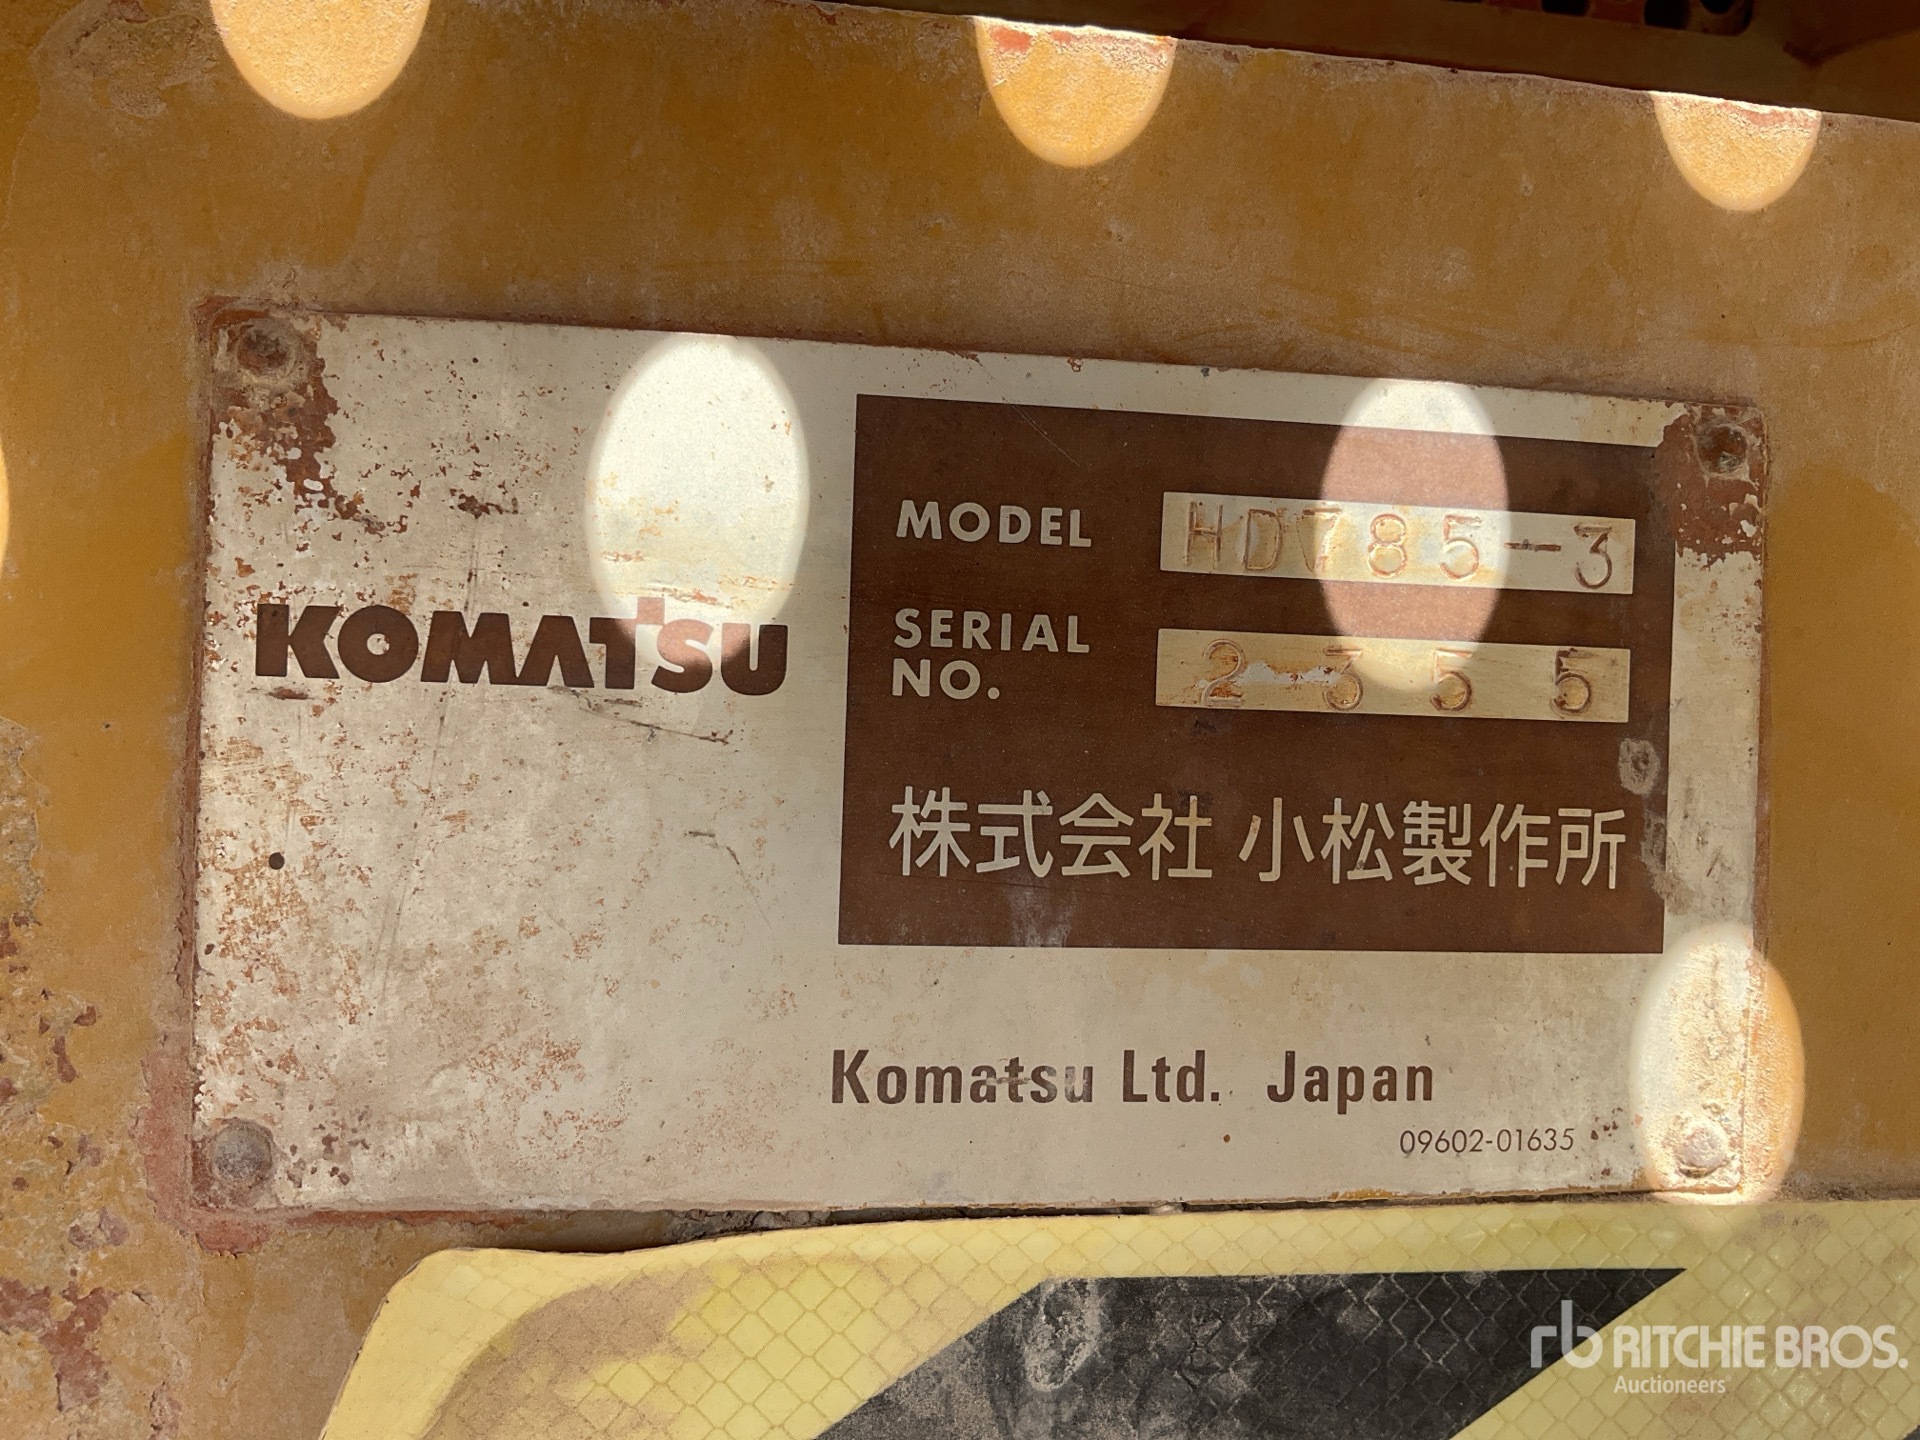 KOMATSU
MODEL HD785-3
SERIAL
NO. 2355
株式会社 小松製作所
Komatsu Ltd. Japan
09602-01635
rb RITCHIE BROS.
Auctioneers